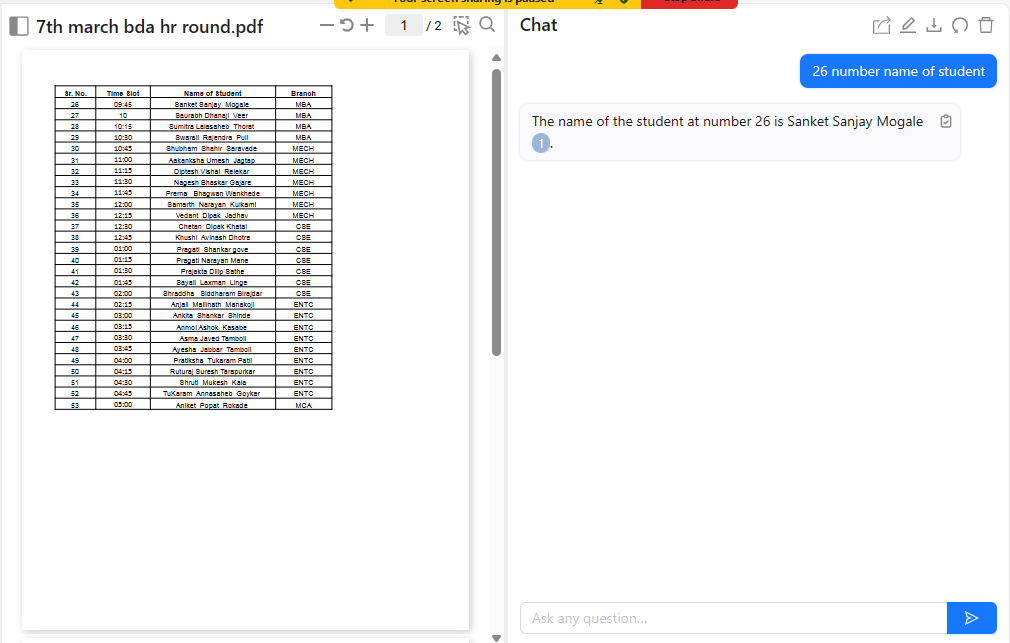 Your screen sharing is paused
Stop Share
7th march bda hr round.pdf
1 / 2
Sr. No. Time Slot Name of Student Branch
26 09:45 Sanket Sanjay Mogale MBA
27 10 Saurabh Dhanaji Veer MBA
28 10:15 Sumitra Lalasaheb Thorat MBA
29 10:30 Swarali Rajendra Puli MBA
30 10:45 Shubham Shahir Saravade MECH
31 11:00 Aakanksha Umesh Jagtap MECH
32 11:15 Diptesh Vishal Relekar MECH
33 11:30 Nagesh Bhaskar Gajare MECH
34 11:45 Prerna Bhagwan Wankhede MECH
35 12:00 Samarth Narayan Kulkarni MECH
36 12:15 Vedant Dipak Jadhav MECH
37 12:30 Chetan Dipak Khatal CSE
38 12:45 Khushi Avinash Dhotre CSE
39 01:00 Pragati Shankar gove CSE
40 01:15 Pragati Narayan Mane CSE
41 01:30 Prajakta Dilip Sathe CSE
42 01:45 Sayali Laxman Linge CSE
43 02:00 Shraddha Siddharam Birajdar CSE
44 02:15 Anjali Mallinath Manakoji ENTC
45 03:00 Ankita Shankar Shinde ENTC
46 03:15 Anmol Ashok Kasabe ENTC
47 03:30 Asma Javed Tamboli ENTC
48 03:45 Ayesha Jabbar Tamboli ENTC
49 04:00 Pratiksha Tukaram Patil ENTC
50 04:15 Ruturaj Suresh Tarapurkar ENTC
51 04:30 Shruti Mukesh Kala ENTC
52 04:45 TuKaram Annasaheb Goykar ENTC
53 05:00 Aniket Popat Rokade MCA
Chat
26 number name of student
The name of the student at number 26 is Sanket Sanjay Mogale
1.
Ask any question...